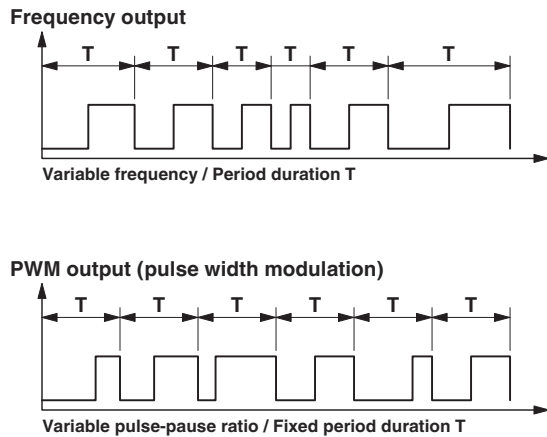 Frequency output
T T T T T T
Variable frequency / Period duration T
PWM output (pulse width modulation)
T T T T T T
Variable pulse-pause ratio / Fixed period duration T